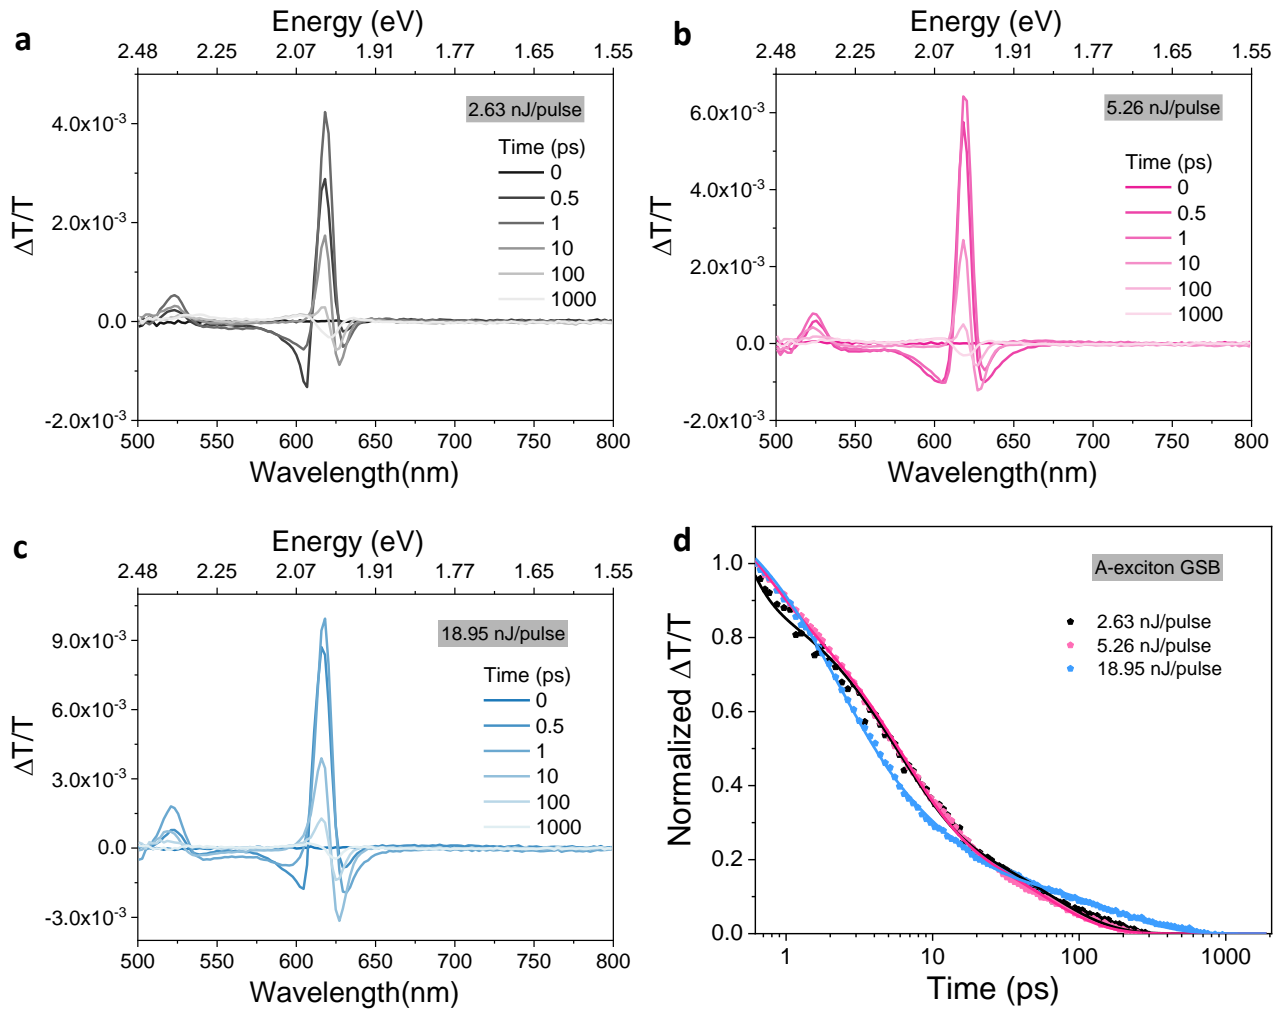 a
Energy (eV)
2.48 2.25 2.07 1.91 1.77 1.65 1.55
2.63 nJ/pulse
Time (ps)
0
0.5
1
10
100
1000
4.0x10⁻³
2.0x10⁻³
0.0
-2.0x10⁻³
ΔT/T
500 550 600 650 700 750 800
Wavelength(nm)
b
Energy (eV)
2.48 2.25 2.07 1.91 1.77 1.65 1.55
5.26 nJ/pulse
Time (ps)
0
0.5
1
10
100
1000
6.0x10⁻³
4.0x10⁻³
2.0x10⁻³
0.0
-2.0x10⁻³
ΔT/T
500 550 600 650 700 750 800
Wavelength(nm)
c
Energy (eV)
2.48 2.25 2.07 1.91 1.77 1.65 1.55
18.95 nJ/pulse
Time (ps)
0
0.5
1
10
100
1000
9.0x10⁻³
6.0x10⁻³
3.0x10⁻³
0.0
-3.0x10⁻³
ΔT/T
500 550 600 650 700 750 800
Wavelength(nm)
d
A-exciton GSB
2.63 nJ/pulse
5.26 nJ/pulse
18.95 nJ/pulse
1.0
0.8
0.6
0.4
0.2
0.0
Normalized ΔT/T
1 10 100 1000
Time (ps)